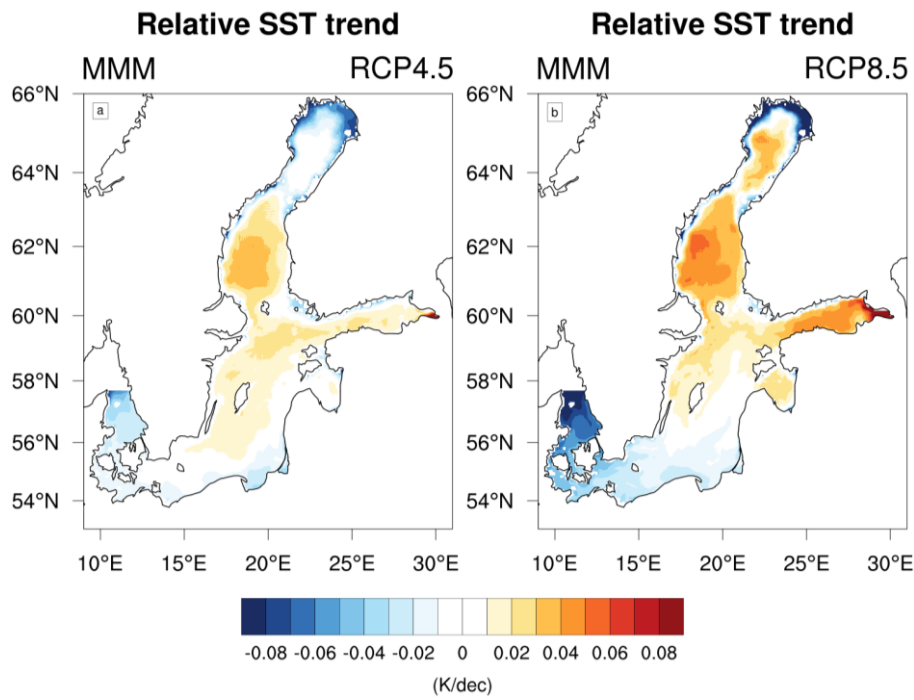 Relative SST trend Relative SST trend
MMM RCP4.5 MMM RCP8.5
66°N 66°N
a b
64°N 64°N
62°N 62°N
60°N 60°N
58°N 58°N
56°N 56°N
54°N 54°N
10°E 15°E 20°E 25°E 30°E 10°E 15°E 20°E 25°E 30°E
-0.08 -0.06 -0.04 -0.02 0 0.02 0.04 0.06 0.08
(K/dec)